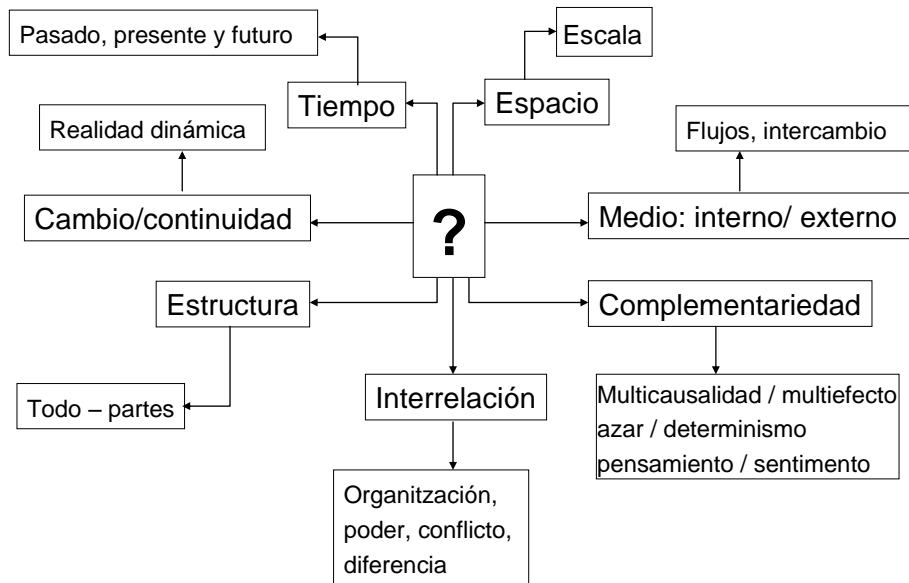 Pasado, presente y futuro
Escala
Tiempo
Espacio
Realidad dinámica
Flujos, intercambio
Cambio/continuidad
?
Medio: interno/ externo
Estructura
Complementariedad
Todo – partes
Interrelación
Multicausalidad / multiefecto
azar / determinismo
pensamiento / sentimento
Organitzación,
poder, conflicto,
diferencia